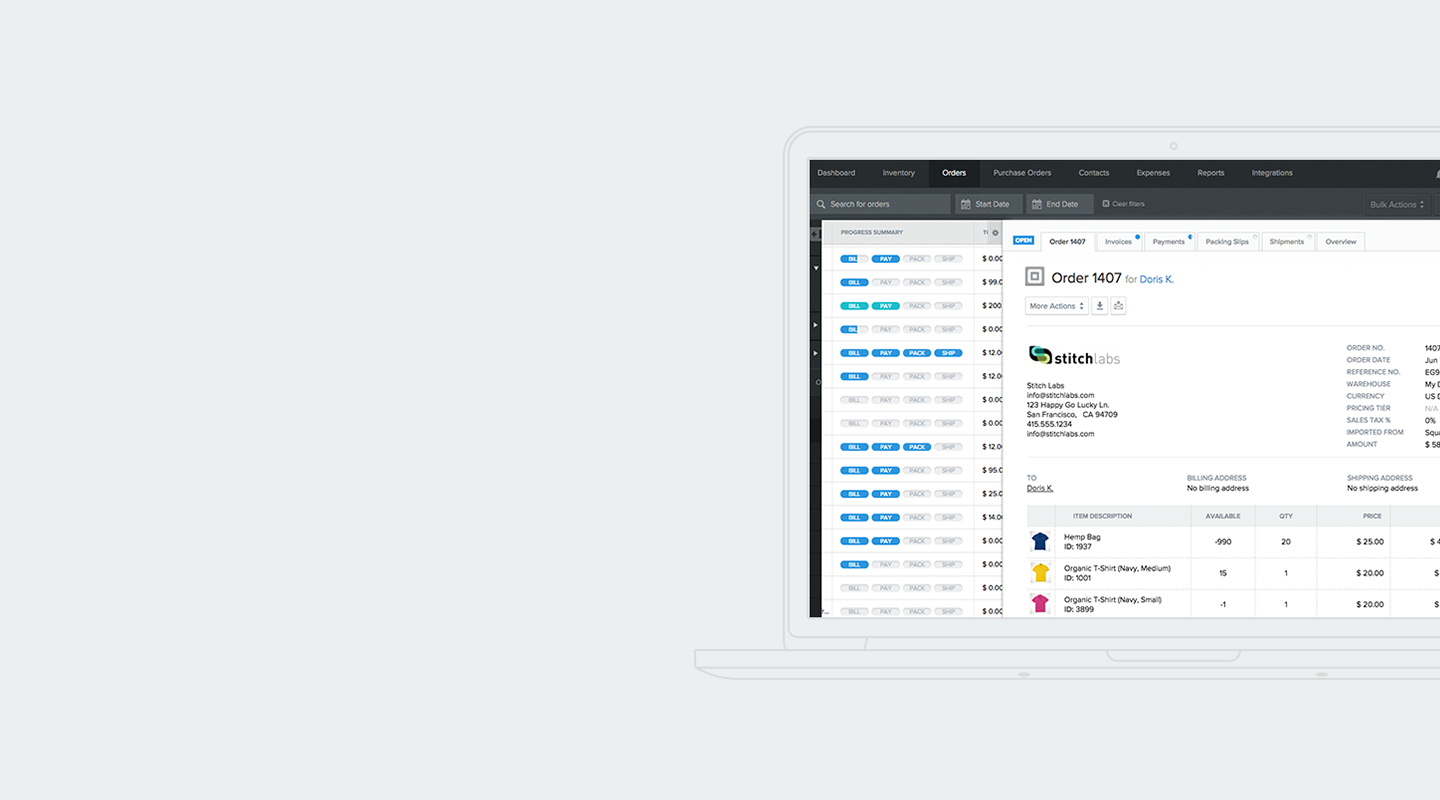 Dashboard Inventory Orders Purchase Orders Contacts Expenses Reports Integrations
Search for orders Start Date End Date Clear filters Bulk Actions
PROGRESS SUMMARY
BILL PAY PACK SHIP $ 0.00
BILL PAY PACK SHIP $ 99.0
BILL PAY PACK SHIP $ 200
BILL PAY PACK SHIP $ 0.00
BILL PAY PACK SHIP $ 12.0
BILL PAY PACK SHIP $ 12.0
BILL PAY PACK SHIP $ 0.00
BILL PAY PACK SHIP $ 0.00
BILL PAY PACK SHIP $ 12.0
BILL PAY PACK SHIP $ 95.0
BILL PAY PACK SHIP $ 25.0
BILL PAY PACK SHIP $ 14.0
BILL PAY PACK SHIP $ 0.00
BILL PAY PACK SHIP $ 0.00
BILL PAY PACK SHIP $ 0.00
BILL PAY PACK SHIP $ 0.00
OPEN Order 1407 Invoices Payments Packing Slips Shipments Overview
Order 1407 for Doris K.
More Actions
stitchlabs
Stitch Labs
info@stitchlabs.com
123 Happy Go Lucky Ln.
San Francisco, CA 94709
415.555.1234
info@stitchlabs.com
ORDER NO. 1407
ORDER DATE Jun
REFERENCE NO. EG9
WAREHOUSE My D
CURRENCY US D
PRICING TIER N/A
SALES TAX % 0%
IMPORTED FROM Squa
AMOUNT $ 58
TO BILLING ADDRESS SHIPPING ADDRESS
Doris K. No billing address No shipping address
ITEM DESCRIPTION AVAILABLE QTY PRICE
Hemp Bag
ID: 1937 -990 20 $ 25.00 $ 4
Organic T-Shirt (Navy, Medium)
ID: 1001 15 1 $ 20.00 $
Organic T-Shirt (Navy, Small)
ID: 3899 -1 1 $ 20.00 $